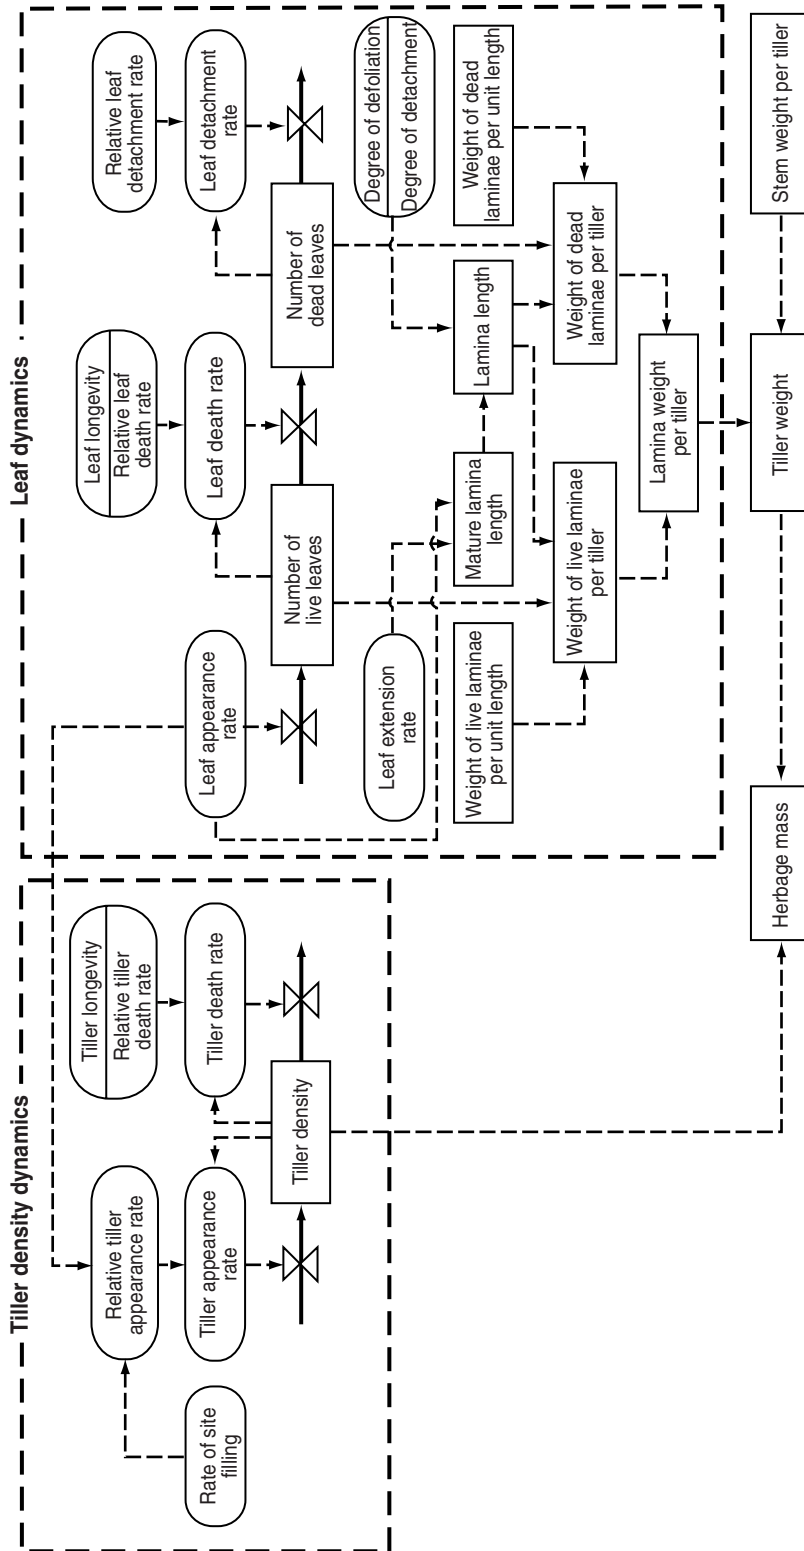 Tiller density dynamics
Leaf dynamics
Tiller longevity
Relative tiller
death rate
Leaf longevity
Relative leaf
death rate
Relative leaf
detachment rate
Relative tiller
appearance rate
Rate of site
filling
Tiller appearance
rate
Tiller death rate
Leaf appearance
rate
Leaf death rate
Leaf detachment
rate
Tiller density
Number of
live leaves
Number of
dead leaves
Leaf extension
rate
Degree of defoliation
Degree of detachment
Weight of live laminae
per unit length
Mature lamina
length
Lamina length
Weight of dead
laminae per unit length
Weight of live laminae
per tiller
Weight of dead
laminae per tiller
Lamina weight
per tiller
Herbage mass
Tiller weight
Stem weight per tiller